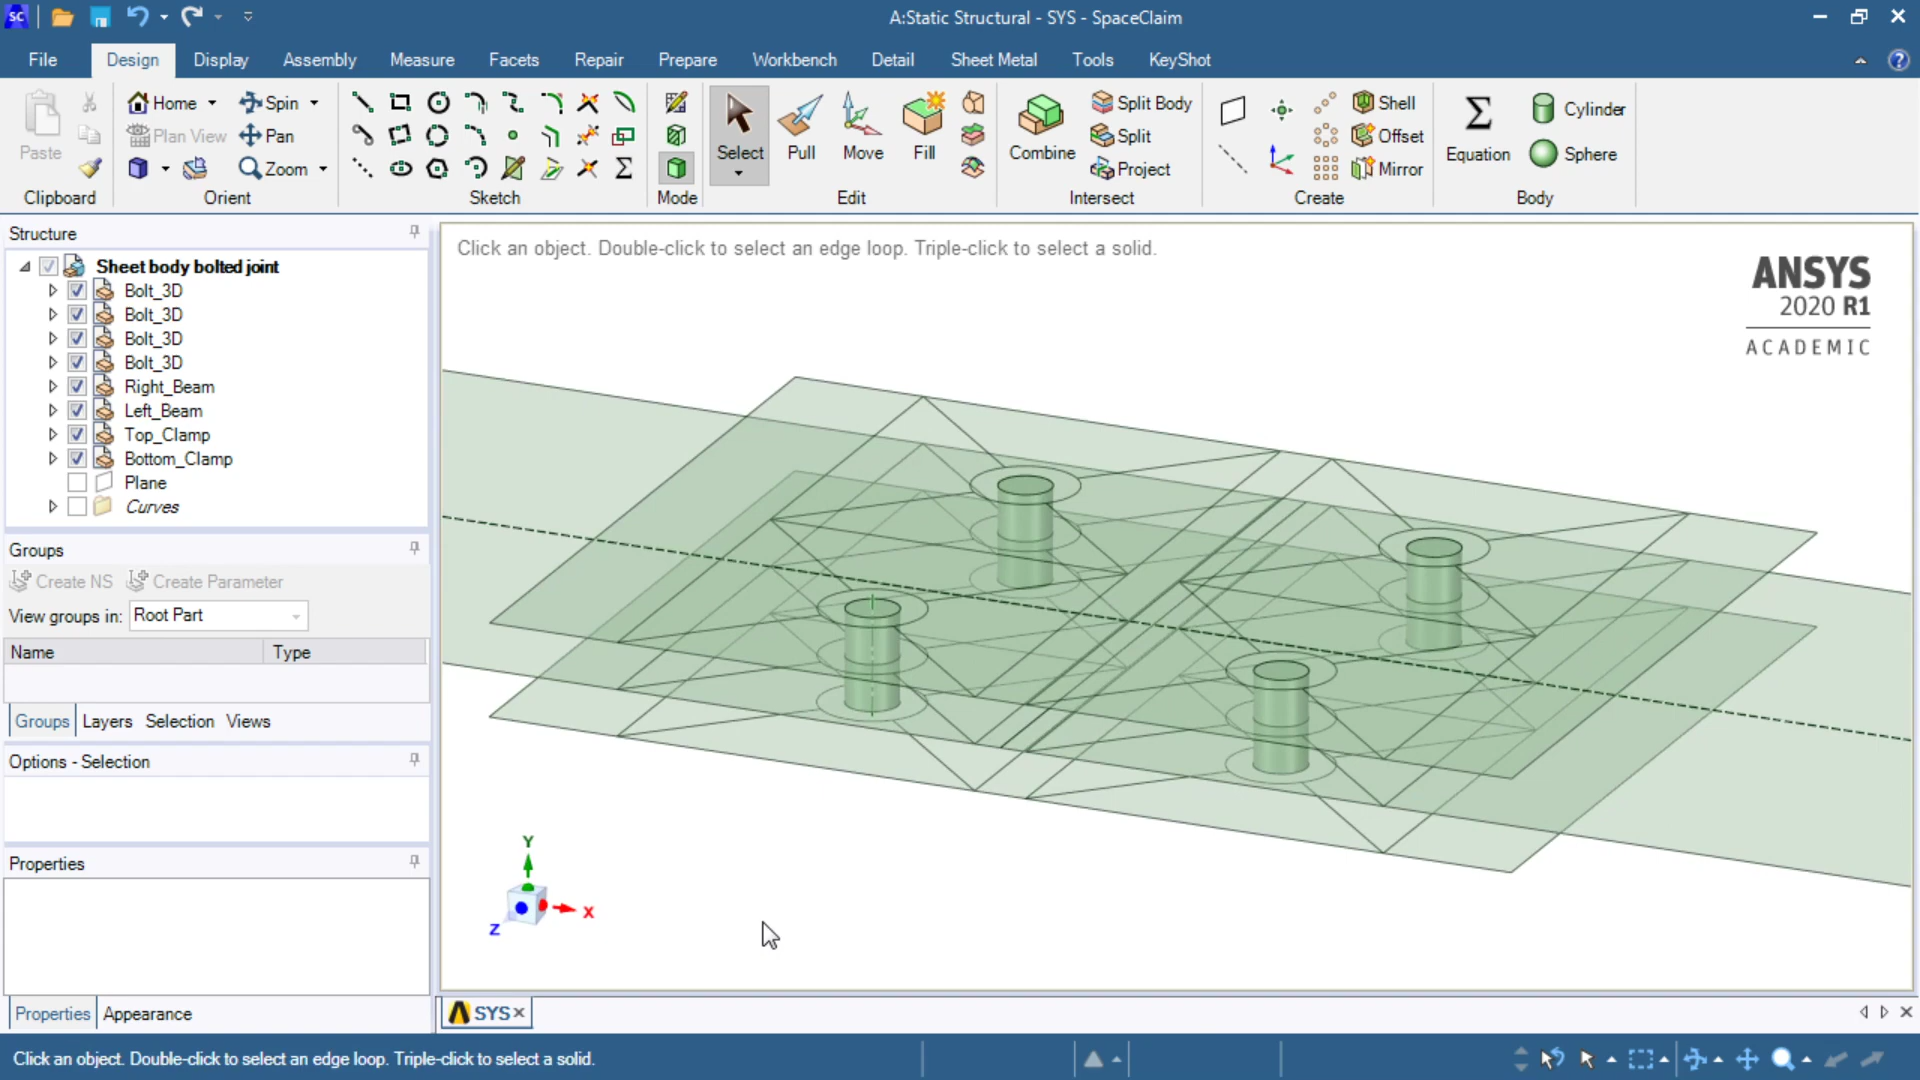 SC
A:Static Structural - SYS - SpaceClaim
File Design Display Assembly Measure Facets Repair Prepare Workbench Detail Sheet Metal Tools KeyShot
Home Spin
Plan View Pan
Zoom
Paste
Clipboard
Orient
Sketch
Mode
Select Pull Move Fill
Edit
Combine
Split Body
Split
Project
Intersect
Shell
Offset
Mirror
Create
Equation
Cylinder
Sphere
Body
Structure
Sheet body bolted joint
Bolt_3D
Bolt_3D
Bolt_3D
Bolt_3D
Right_Beam
Left_Beam
Top_Clamp
Bottom_Clamp
Plane
Curves
Groups
Create NS Create Parameter
View groups in: Root Part
Name Type
Groups Layers Selection Views
Options - Selection
Properties
Properties Appearance
Click an object. Double-click to select an edge loop. Triple-click to select a solid.
ANSYS
2020 R1
ACADEMIC
Y
X
Z
SYS
Click an object. Double-click to select an edge loop. Triple-click to select a solid.